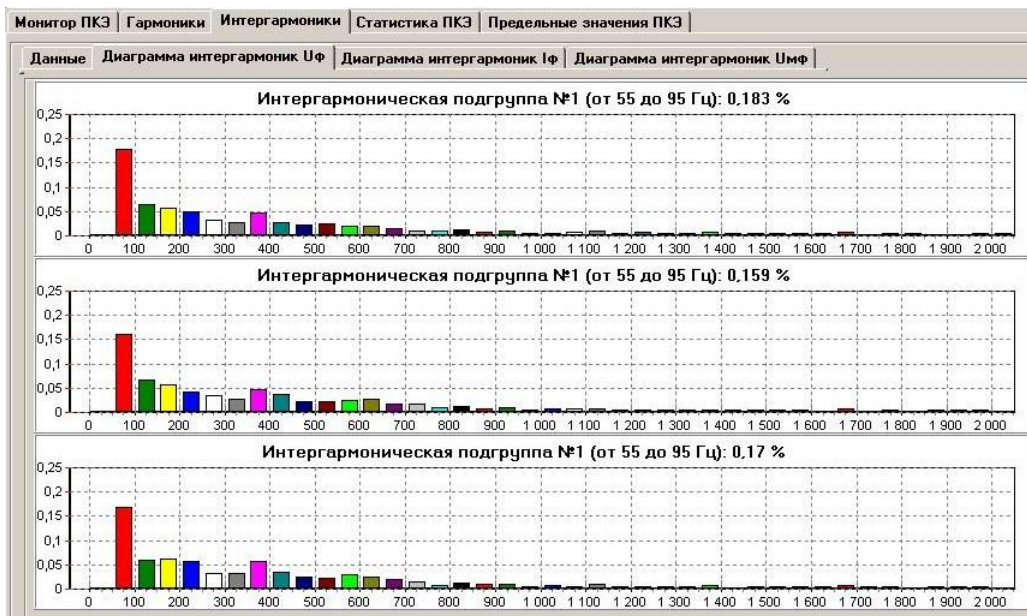 Монитор ПКЭ Гармоники Интергармоники Статистика ПКЭ Предельные значения ПКЭ
Данные Диаграмма интергармоник Uф Диаграмма интергармоник Iф Диаграмма интергармоник Uмф
Интергармоническая подгруппа №1 (от 55 до 95 Гц): 0,183 %
0,25
0,2
0,15
0,1
0,05
0
0 100 200 300 400 500 600 700 800 900 1 000 1 100 1 200 1 300 1 400 1 500 1 600 1 700 1 800 1 900 2 000
Интергармоническая подгруппа №1 (от 55 до 95 Гц): 0,159 %
0,25
0,2
0,15
0,1
0,05
0
0 100 200 300 400 500 600 700 800 900 1 000 1 100 1 200 1 300 1 400 1 500 1 600 1 700 1 800 1 900 2 000
Интергармоническая подгруппа №1 (от 55 до 95 Гц): 0,17 %
0,25
0,2
0,15
0,1
0,05
0
0 100 200 300 400 500 600 700 800 900 1 000 1 100 1 200 1 300 1 400 1 500 1 600 1 700 1 800 1 900 2 000